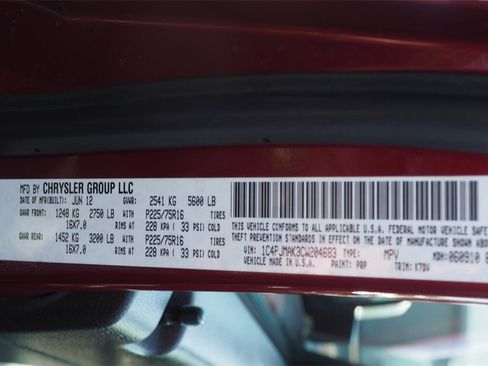 MFD BY CHRYSLER GROUP LLC
DATE OF MFR(BUILT): JUN 12 GVWR: 2541 KG 5600 LB
GAWR FRONT: 1248 KG 2750 LB WITH P225/75R16 TIRES
16X7.0 RIMS AT 228 KPA ( 33 PSI) COLD
GAWR REAR: 1452 KG 3200 LB WITH P225/75R16 TIRES
16X7.0 RIMS AT 228 KPA ( 33 PSI) COLD
THIS VEHICLE CONFORMS TO ALL APPLICABLE U.S.A. FEDERAL MOTOR VEHICLE SAFETY
STANDARDS IN EFFECT ON THE DATE OF MANUFACTURE SHOWN
VIN: 1C4PJMAK3CW204683 TYPE: MPV
VEHICLE MADE IN U.S.A. PAINT: PRP MDH: 060910
TRIM: